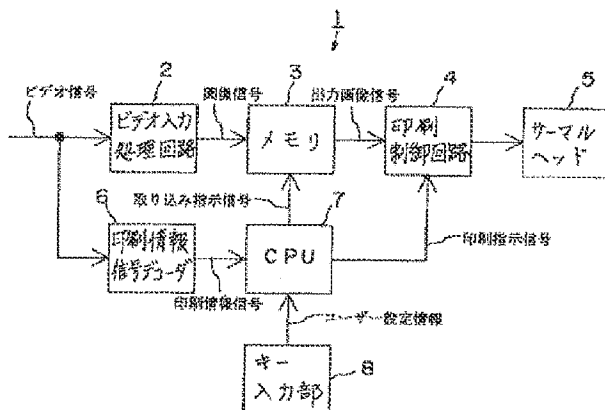 1
2
3
4
5
ビデオ信号
画像信号
出力画像信号
ビデオ入力
処理回路
メモリ
印刷
制御回路
サーマル
ヘッド
取り込み指示信号
6
7
印刷情報
信号デコーダ
CPU
印刷指示信号
印刷情報信号
ユーザー設定情報
キー
入力部
8